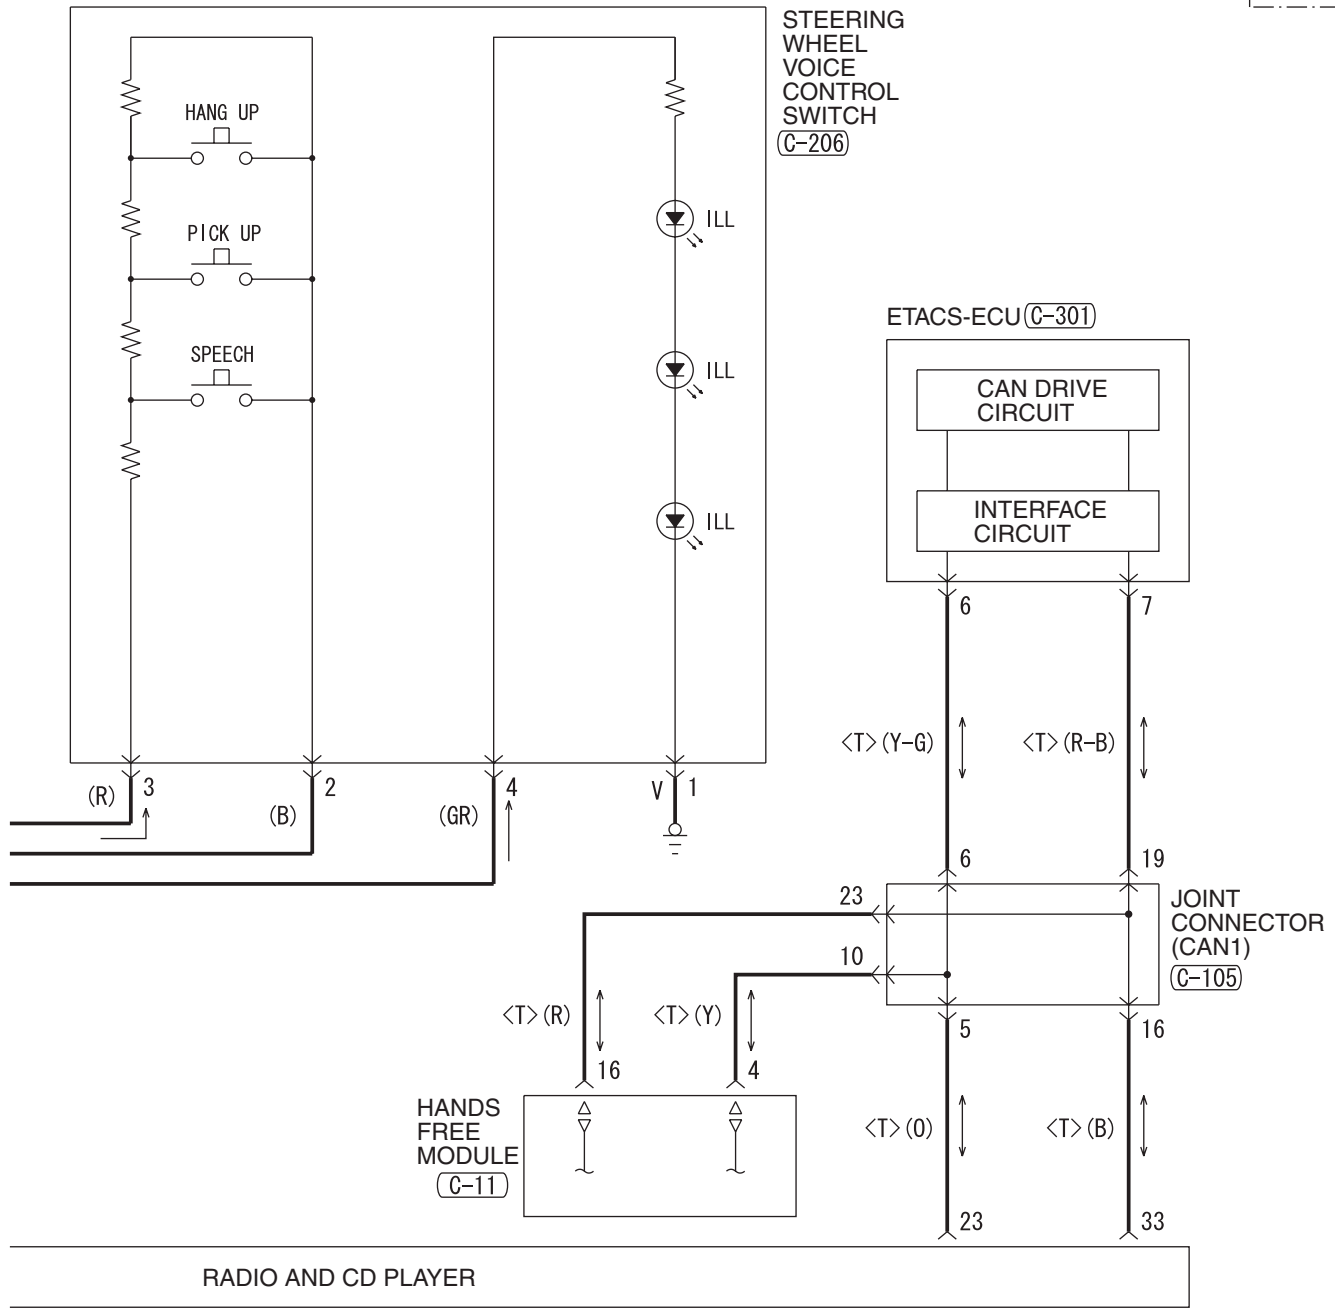 STEERING
WHEEL
VOICE
CONTROL
SWITCH
C-206
HANG UP
PICK UP
SPEECH
ILL
ILL
ILL
(R) 3
(B) 2
(GR) 4
V 1
ETACS-ECU C-301
CAN DRIVE
CIRCUIT
INTERFACE
CIRCUIT
6 7
<T>(Y-G) <T>(R-B)
6 19
23
10
JOINT
CONNECTOR
(CAN1)
C-105
<T>(R) <T>(Y)
5 16
16 4
HANDS
FREE
MODULE
C-11
<T>(O) <T>(B)
23 33
RADIO AND CD PLAYER